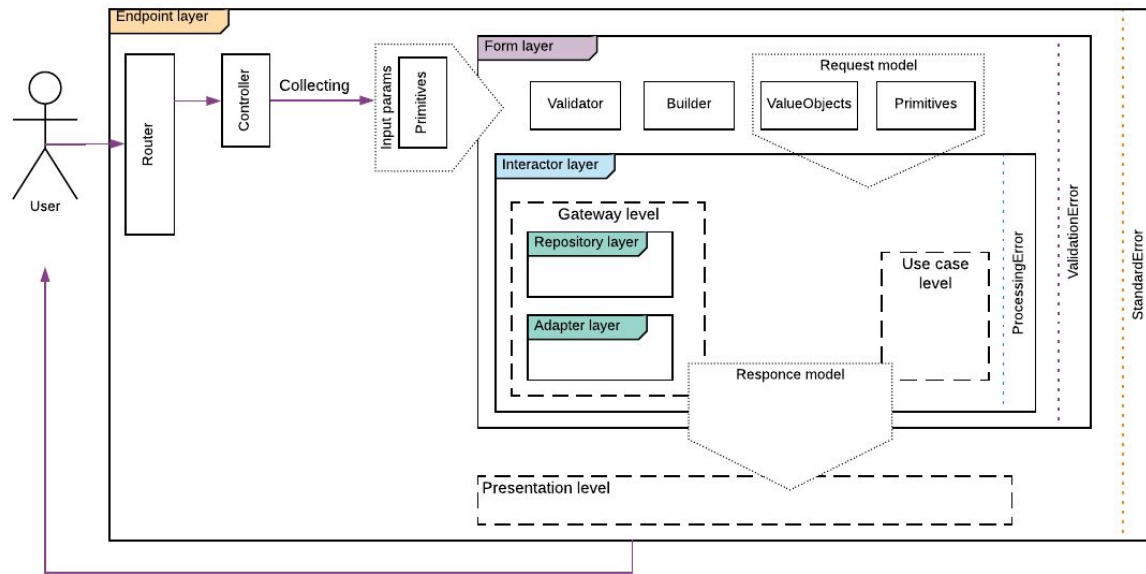 Endpoint layer
Form layer
Request model
Router
Controller
Collecting
Input params
Primitives
Validator
Builder
ValueObjects
Primitives
Interactor layer
User
Gateway level
Repository layer
Adapter layer
Use case
level
ProcessingError
ValidationError
StandardError
Responce model
Presentation level